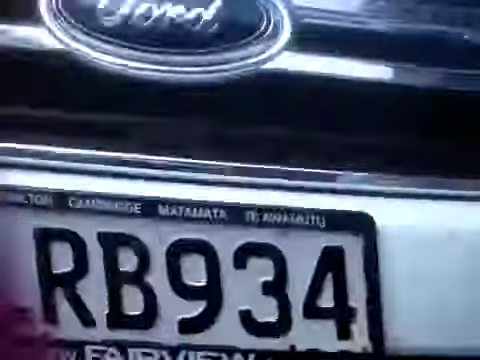 Ford
CAMBRIDGE MATAMATA TE AWAMUTU
RB934
FAIRVIEW